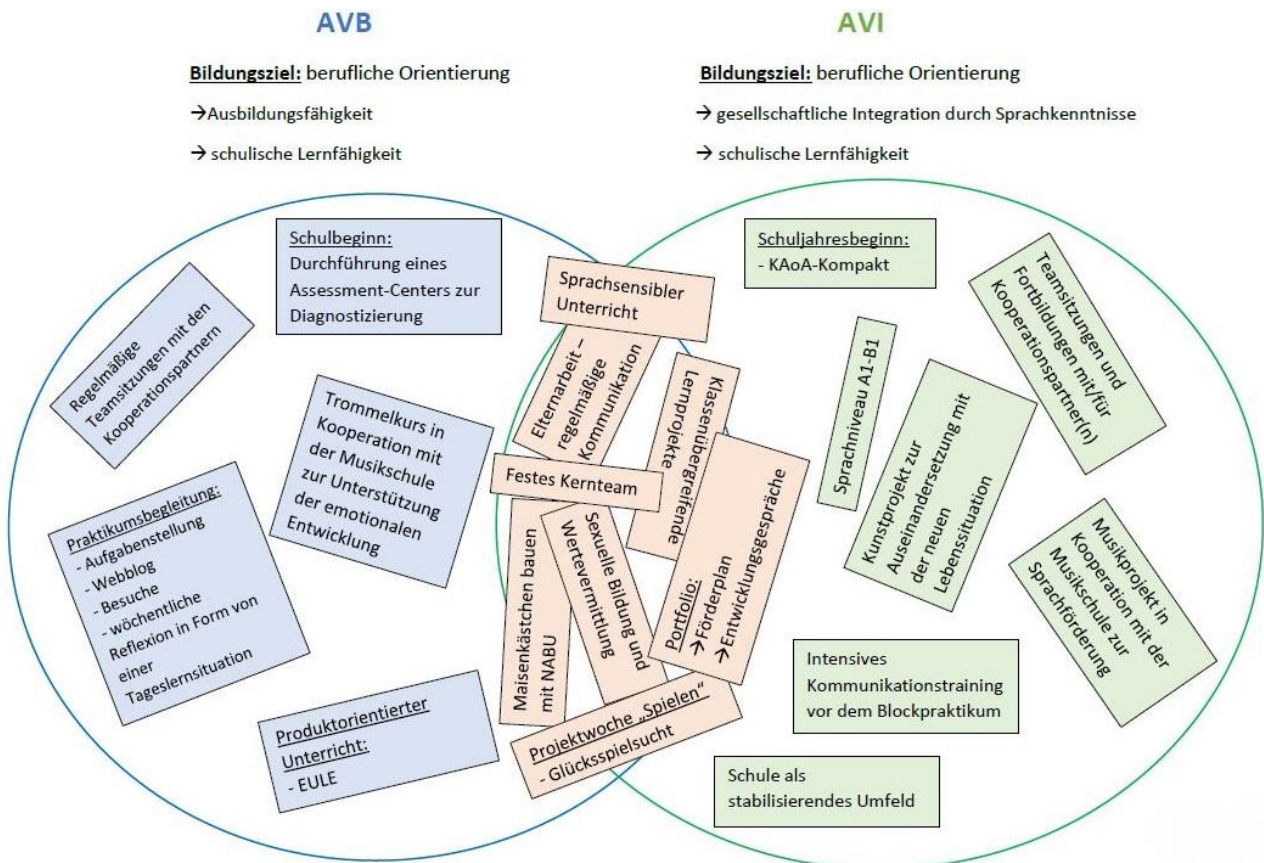 AVB
Bildungsziel: berufliche Orientierung
→Ausbildungsfähigkeit
→ schulische Lernfähigkeit
AVI
Bildungsziel: berufliche Orientierung
→ gesellschaftliche Integration durch Sprachkenntnisse
→ schulische Lernfähigkeit
Schulbeginn:
Durchführung eines
Assessment-Centers zur
Diagnostizierung
Regelmäßige
Teamsitzungen mit den
Kooperationspartnern
Trommelkurs in
Kooperation mit
der Musikschule
zur Unterstützung
der emotionalen
Entwicklung
Praktikumsbegleitung:
- Aufgabenstellung
- Webblog
- Besuche
- wöchentliche
Reflexion in Form von
einer
Tageslernsituation
Produktorientierter
Unterricht:
- EULE
Sprachsensibler
Unterricht
Elternarbeit –
regelmäßige
Kommunikation
Klassenübergreifende
Lernprojekte
Festes Kernteam
Maisenkästchen bauen
mit NABU
Sexuelle Bildung und
Wertevermittlung
Portfolio:
→ Förderplan
→ Entwicklungsgespräche
Projektwoche „Spielen“
- Glücksspielsucht
Schuljahresbeginn:
- KAoA-Kompakt
Teamsitzungen und
Fortbildungen mit/für
Kooperationspartner(n)
Sprachniveau A1-B1
Kunstprojekt zur
Auseinandersetzung mit
der neuen
Lebenssituation
Musikprojekt in
Kooperation mit der
Musikschule zur
Sprachförderung
Intensives
Kommunikationstraining
vor dem Blockpraktikum
Schule als
stabilisierendes Umfeld